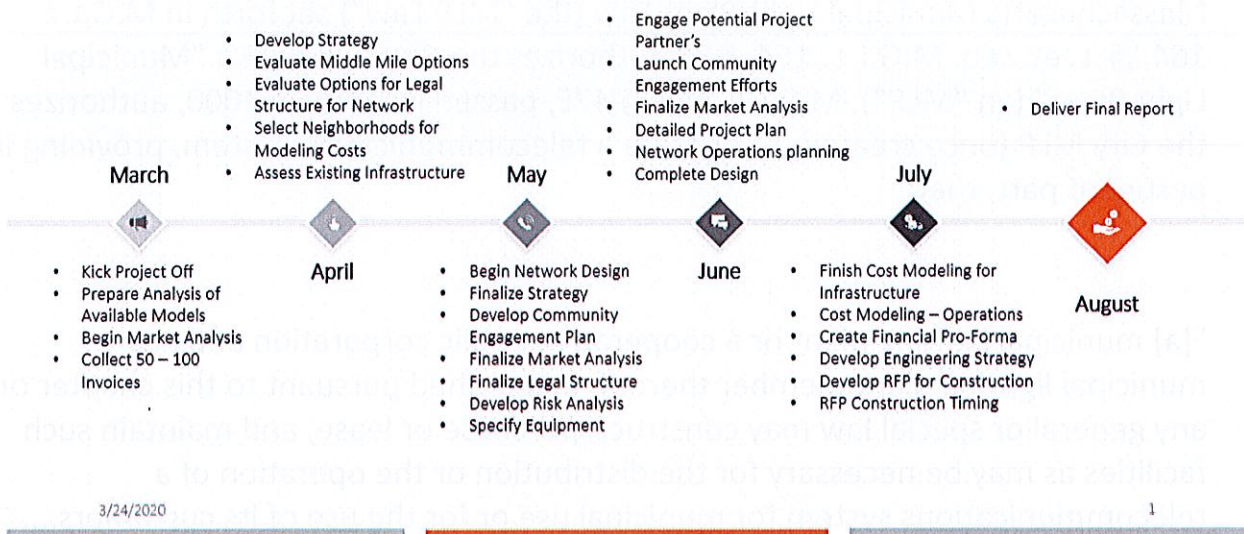 • Develop Strategy
• Evaluate Middle Mile Options
• Evaluate Options for Legal
Structure for Network
• Select Neighborhoods for
Modeling Costs
• Assess Existing Infrastructure
• Engage Potential Project
Partner's
• Launch Community
Engagement Efforts
• Finalize Market Analysis
• Detailed Project Plan
• Network Operations planning
• Complete Design
Deliver Final Report
March
May
July
April
June
August
• Kick Project Off
• Prepare Analysis of
Available Models
• Begin Market Analysis
• Collect 50 – 100
Invoices
• Begin Network Design
• Finalize Strategy
• Develop Community
Engagement Plan
• Finalize Market Analysis
• Finalize Legal Structure
• Develop Risk Analysis
• Specify Equipment
• Finish Cost Modeling for
Infrastructure
• Cost Modeling – Operations
• Create Financial Pro-Forma
• Develop Engineering Strategy
• Develop RFP for Construction
• RFP Construction Timing
3/24/2020
1